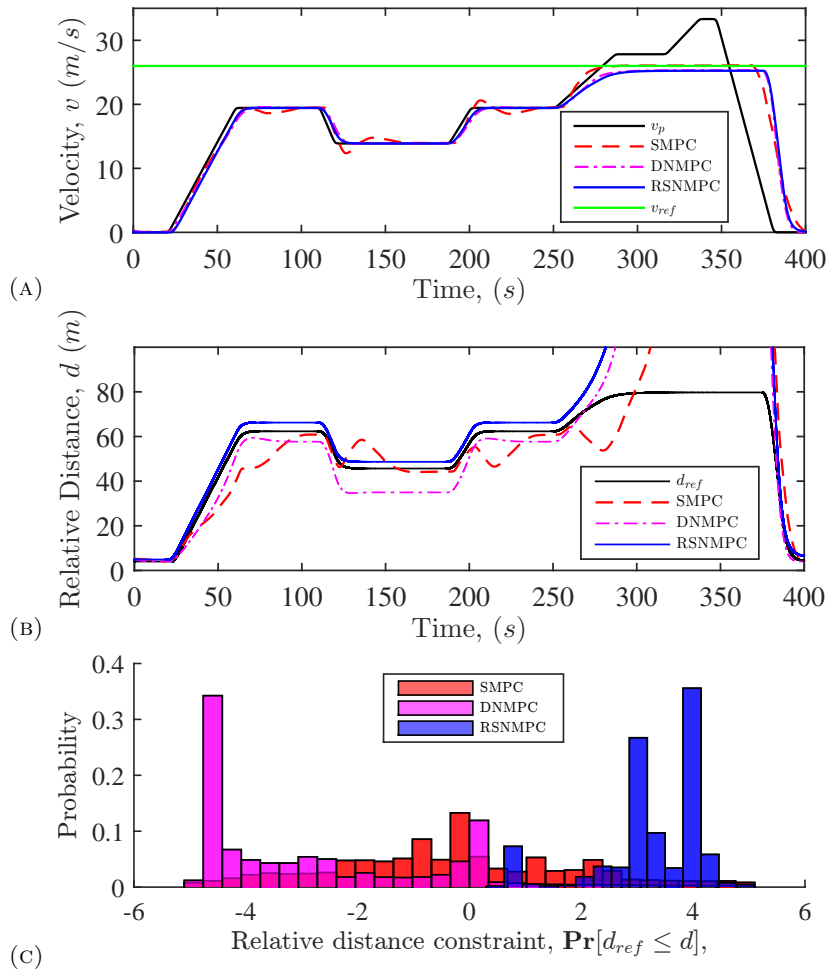 Velocity, v (m/s)
30
20
10
0
v_p
SMPC
DNMPC
RSNMPC
v_ref
0 50 100 150 200 250 300 350 400
(A)
Time, (s)
Relative Distance, d (m)
80
60
40
20
0
d_ref
SMPC
DNMPC
RSNMPC
0 50 100 150 200 250 300 350 400
(B)
Time, (s)
Probability
0.4
0.3
0.2
0.1
0
SMPC
DNMPC
RSNMPC
-6 -4 -2 0 2 4 6
(C)
Relative distance constraint, Pr[d_ref ≤ d],